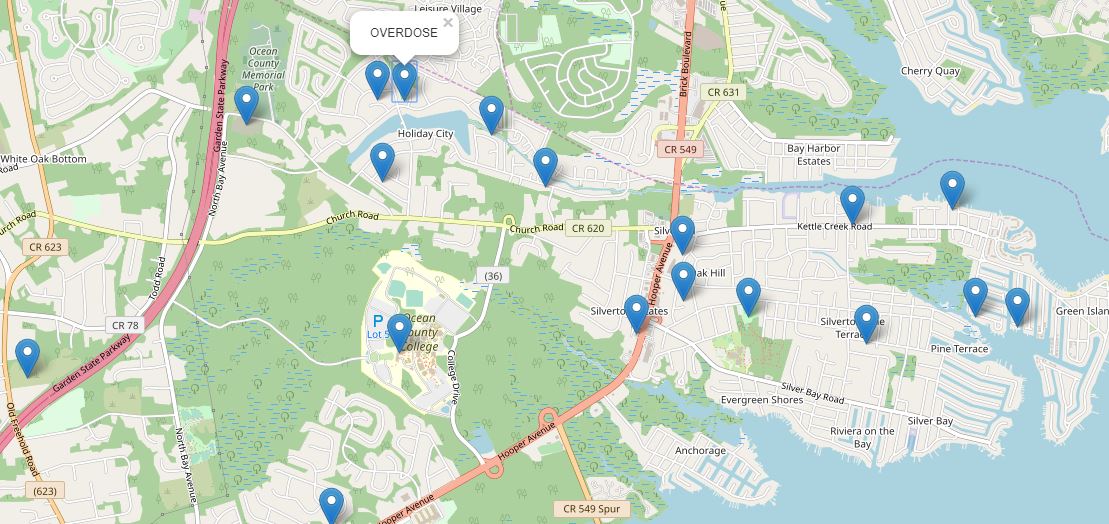 Leisure Village
×
OVERDOSE
Ocean
County
Memorial
Park
Garden State Parkway
Brick Boulevard
Cherry Quay
CR 631
Holiday City
CR 549
Bay Harbor
Estates
White Oak Bottom
Road
North Bay Avenue
Church Road
Church Road
CR 620
Church Road
Kettle Creek Road
CR 623
Todd Road
(36)
Hooper Avenue
Oak Hill
Silverton Estates
CR 78
P
Lot
Ocean
County
College
Green Island
Pine Terrace
Garden State Parkway
College Drive
Silver Bay Road
Evergreen Shores
Old Freehold Road
North Bay Avenue
Silver Bay
Riviera on the
Bay
Hooper Avenue
Anchorage
(623)
Hooper Avenue
CR 549 Spur